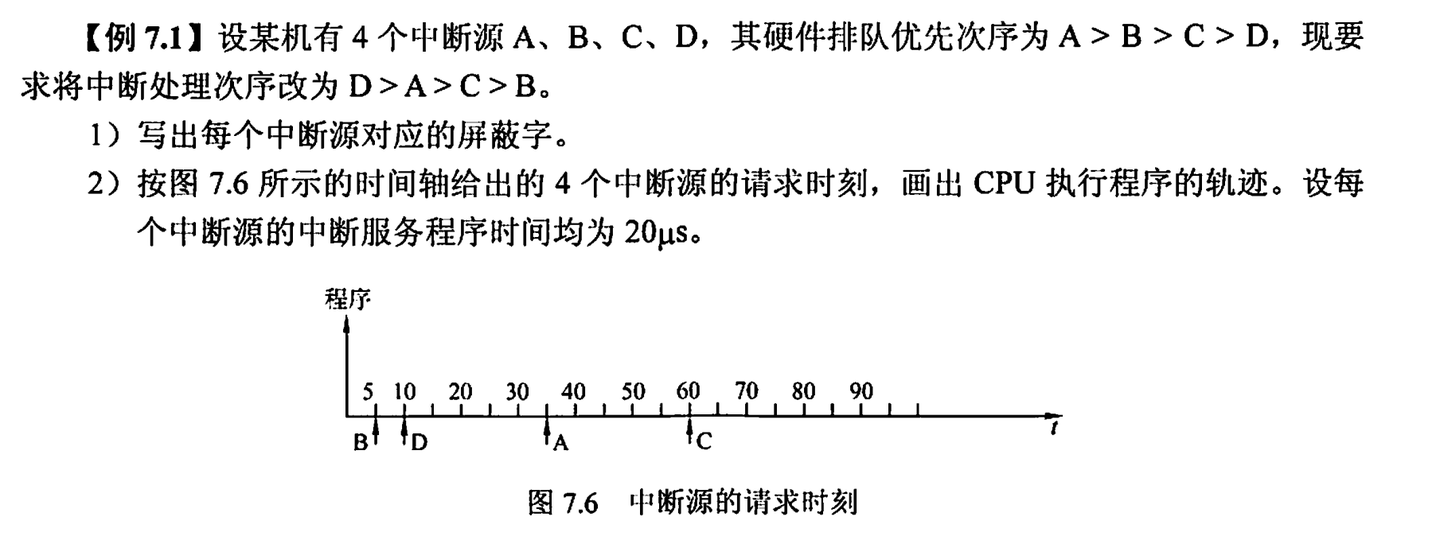 【例 7.1】设某机有 4 个中断源 A、B、C、D，其硬件排队优先次序为 A > B > C > D，现要
求将中断处理次序改为 D > A > C > B。
1）写出每个中断源对应的屏蔽字。
2）按图 7.6 所示的时间轴给出的 4 个中断源的请求时刻，画出 CPU 执行程序的轨迹。设每
个中断源的中断服务程序时间均为 20μs。
程序
5 10 20 30 40 50 60 70 80 90
B D A C t
图 7.6 中断源的请求时刻